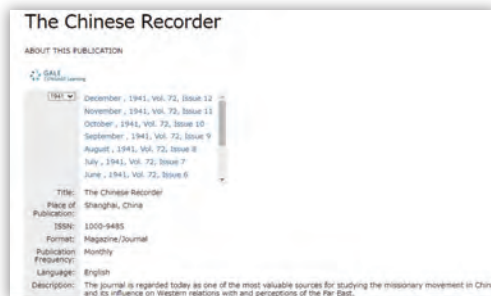 The Chinese Recorder
ABOUT THIS PUBLICATION
GALE
CENGAGE Learning
1941
December , 1941, Vol. 72, Issue 12
November , 1941, Vol. 72, Issue 11
October , 1941, Vol. 72, Issue 10
September , 1941, Vol. 72, Issue 9
August , 1941, Vol. 72, Issue 8
July , 1941, Vol. 72, Issue 7
June , 1941, Vol. 72, Issue 6
Title: The Chinese Recorder
Place of Publication: Shanghai, China
ISSN: 1000-9485
Format: Magazine/Journal
Publication Frequency: Monthly
Language: English
Description: The journal is regarded today as one of the most valuable sources for studying the missionary movement in Chin
and its influence on Western relations with and perceptions of the Far East.